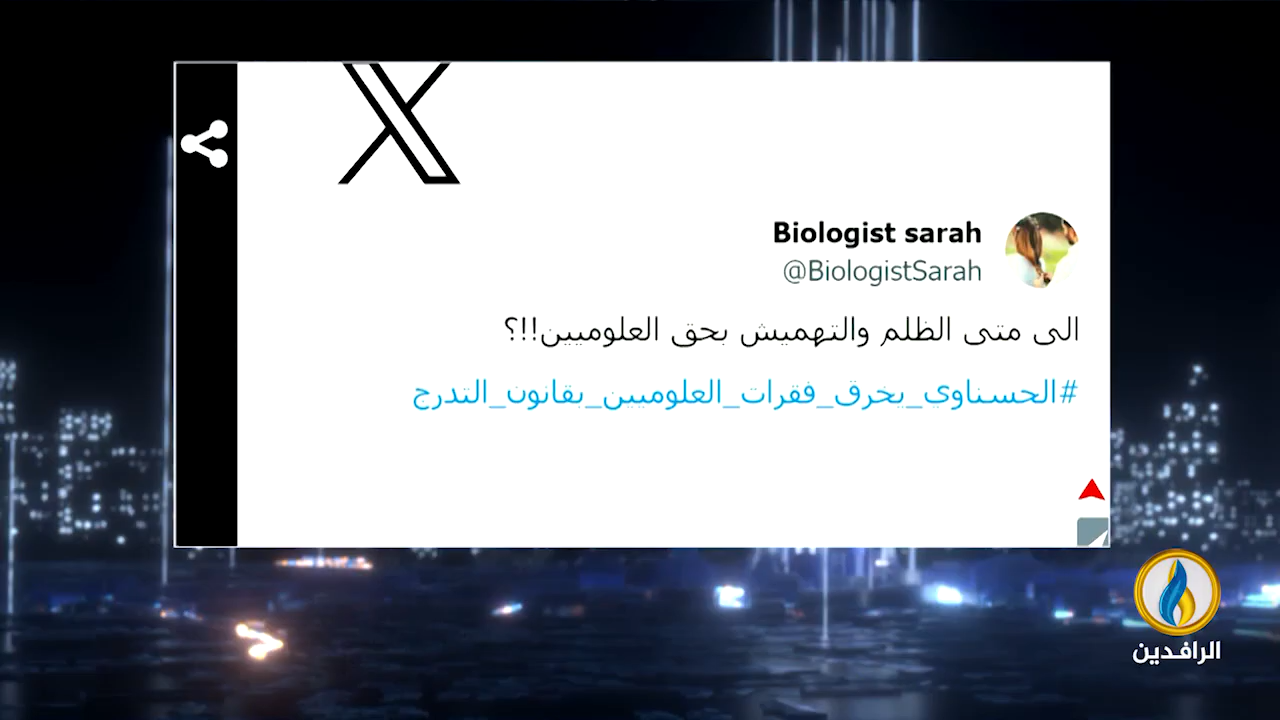 Biologist sarah
@BiologistSarah
الى متى الظلم والتهميش بحق العلوميين!!؟
#الحسناوي_يخرق_فقرات_العلوميين_بقانون_التدرج
الرافدين